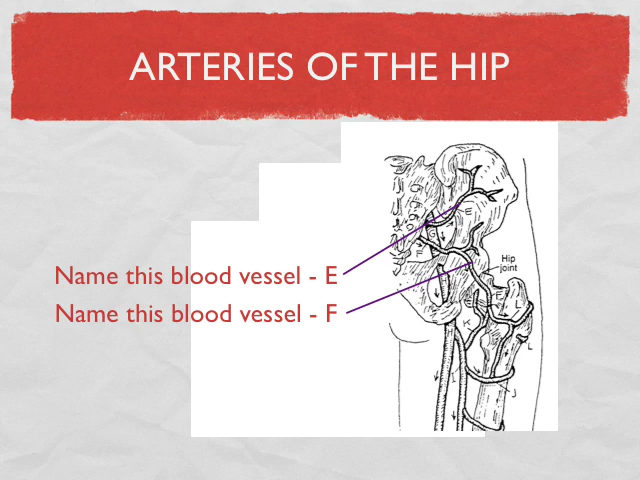 ARTERIES OF THE HIP
Name this blood vessel - E
Name this blood vessel - F
Hip
joint
E
G
F
K
H
L
I
J